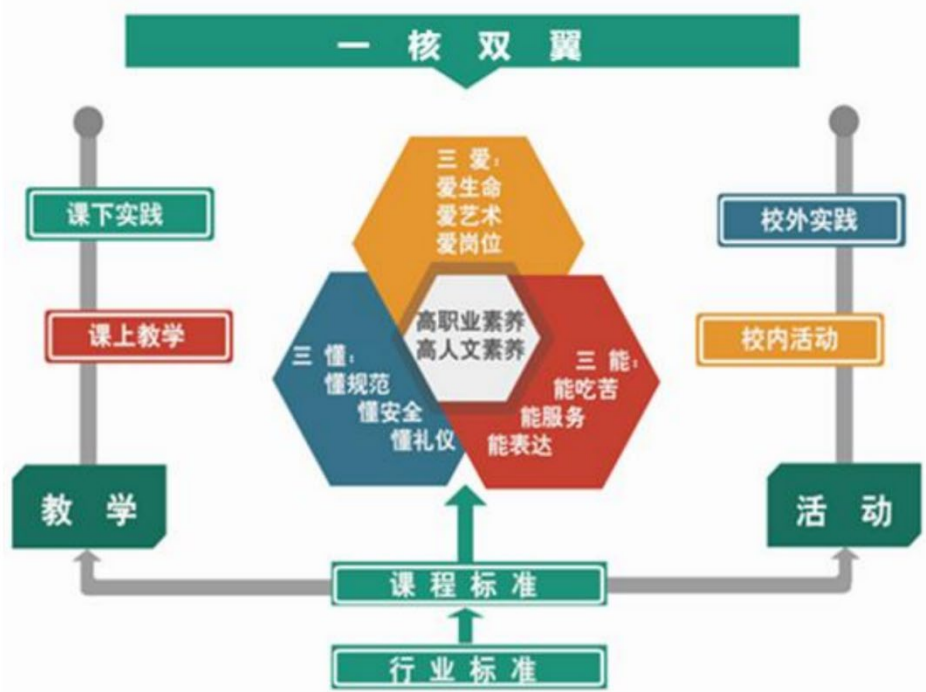 一 核 双 翼
课下实践
课上教学
教 学
三 爱：
爱生命
爱艺术
爱岗位
高职业素养
高人文素养
三 懂：
懂规范
懂安全
懂礼仪
三 能：
能吃苦
能服务
能表达
校外实践
校内活动
活 动
课 程 标 准
行 业 标 准